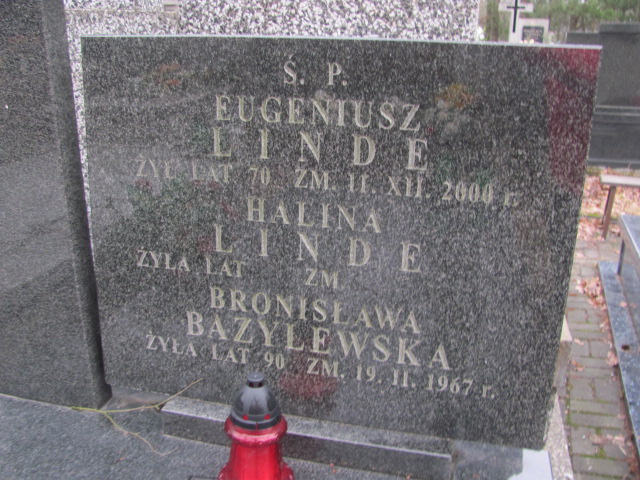 Ś. P.
EUGENIUSZ
LINDE
ŻYŁ LAT 70 ZM. 11. XII. 2000 r.
HALINA
LINDE
ŻYŁA LAT ZM
BRONISŁAWA
BAZYLEWSKA
ŻYŁA LAT 90. ZM. 19. II. 1967 r.